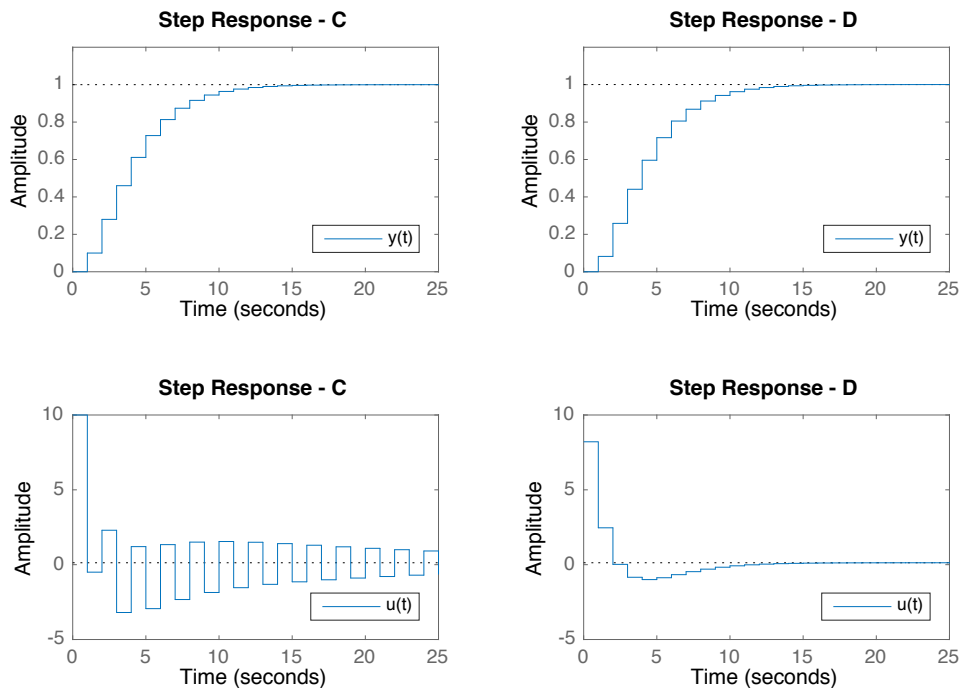 Step Response - C
Amplitude
1
0.8
0.6
0.4
0.2
0
0 5 10 15 20 25
y(t)
Time (seconds)
Step Response - D
Amplitude
1
0.8
0.6
0.4
0.2
0
0 5 10 15 20 25
y(t)
Time (seconds)
Step Response - C
Amplitude
10
5
0
-5
0 5 10 15 20 25
u(t)
Time (seconds)
Step Response - D
Amplitude
10
5
0
-5
0 5 10 15 20 25
u(t)
Time (seconds)